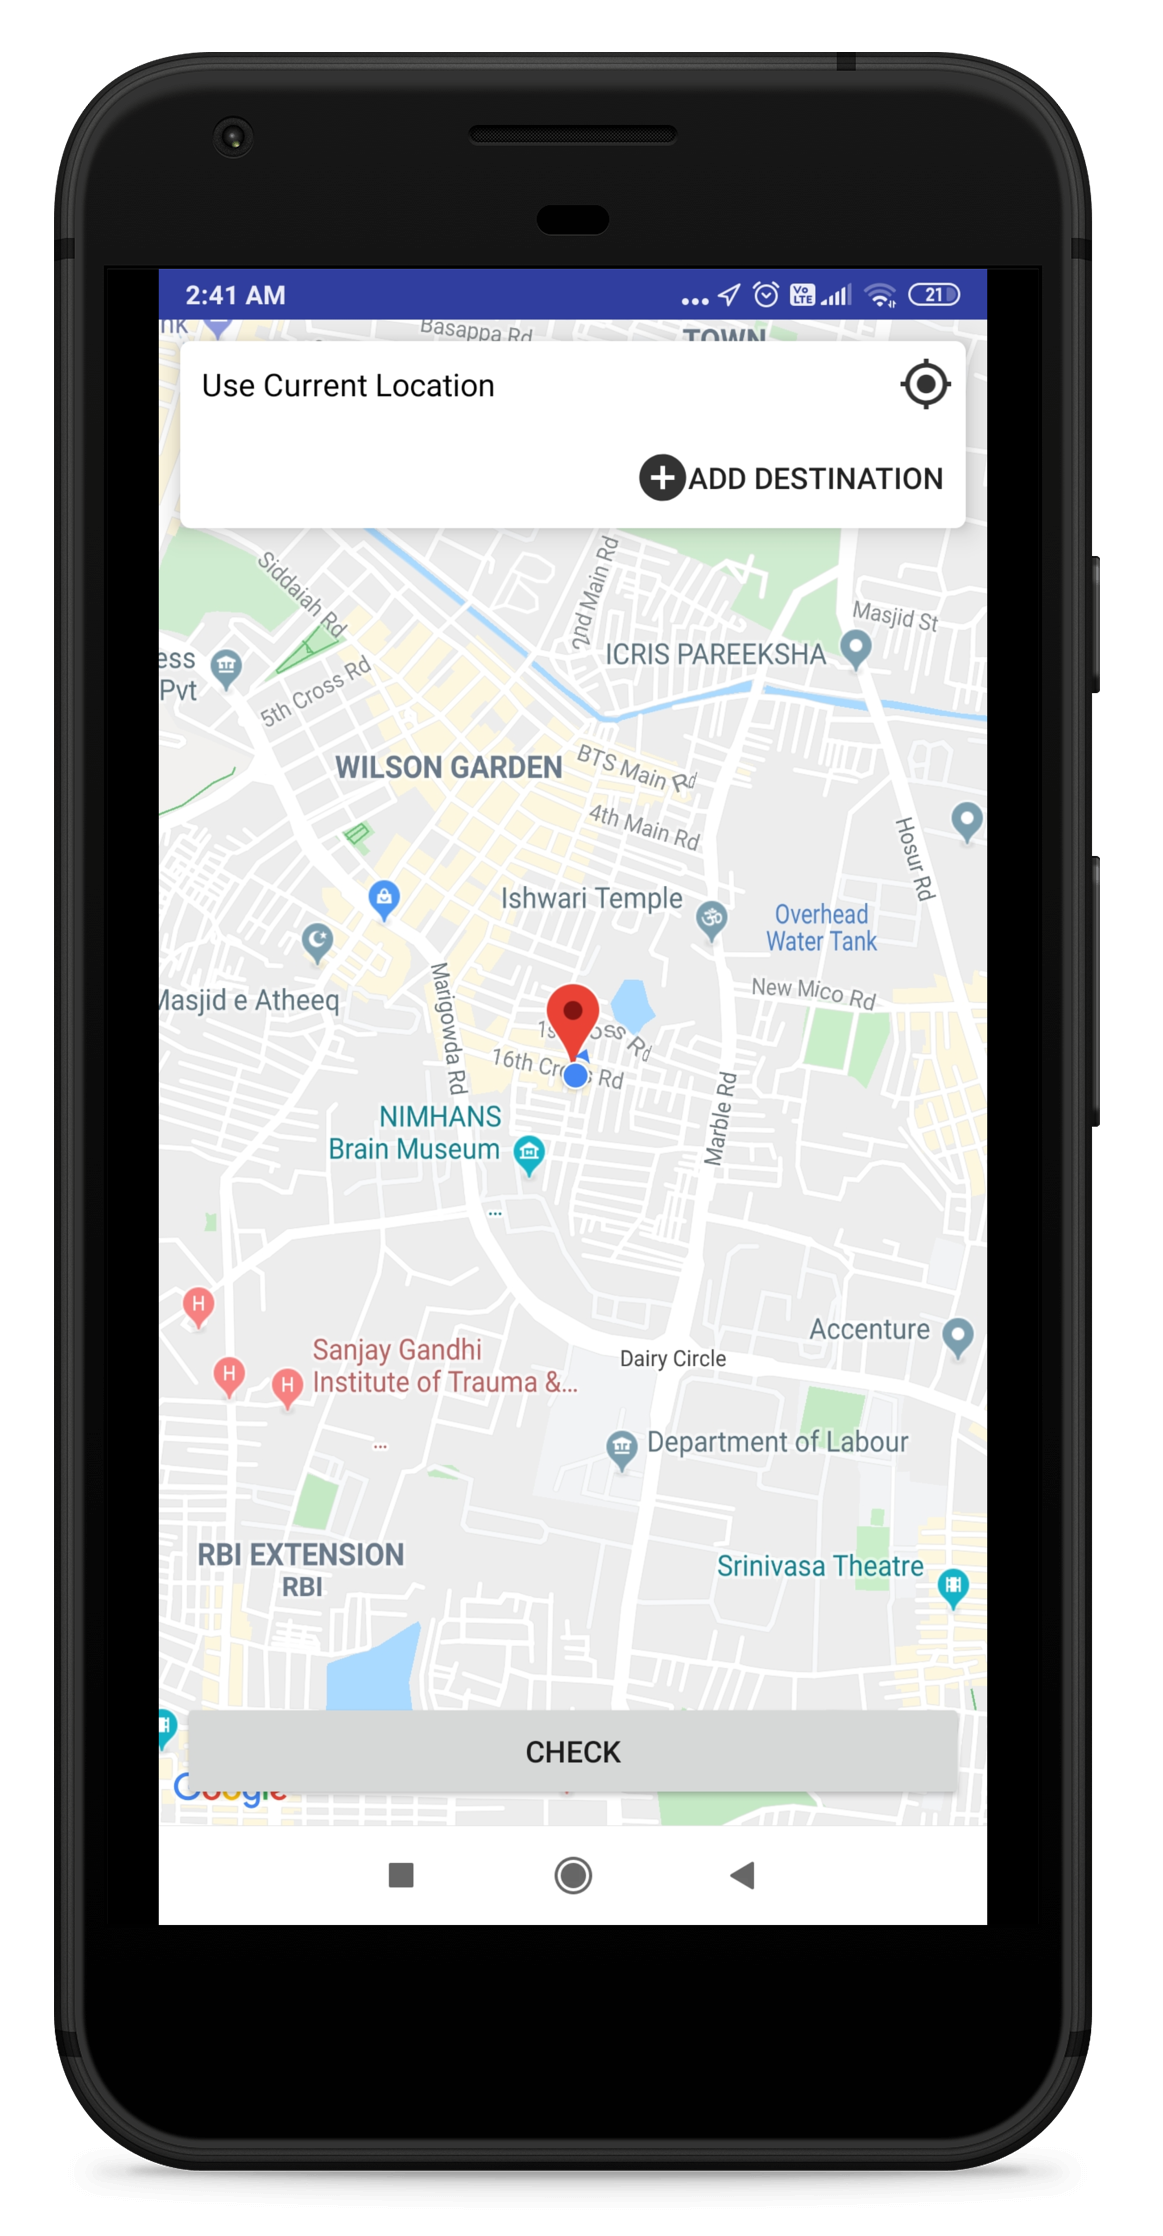 2:41 AM
Vo
LTE
21
nk
Basappa Rd
TOWN
Use Current Location
ADD DESTINATION
Siddaiah Rd
2nd Main Rd
Masjid St
ICRIS PAREEKSHA
ess
Pvt
5th Cross Rd
WILSON GARDEN
BTS Main Rd
4th Main Rd
Hosur Rd
Ishwari Temple
Overhead
Water Tank
Masjid e Atheeq
Marigowda Rd
New Mico Rd
Rd
16th Cross Rd
Marble Rd
NIMHANS
Brain Museum
...
H
Accenture
Sanjay Gandhi
Institute of Trauma &...
Dairy Circle
H
H
...
Department of Labour
RBI EXTENSION
RBI
Srinivasa Theatre
CHECK
Google